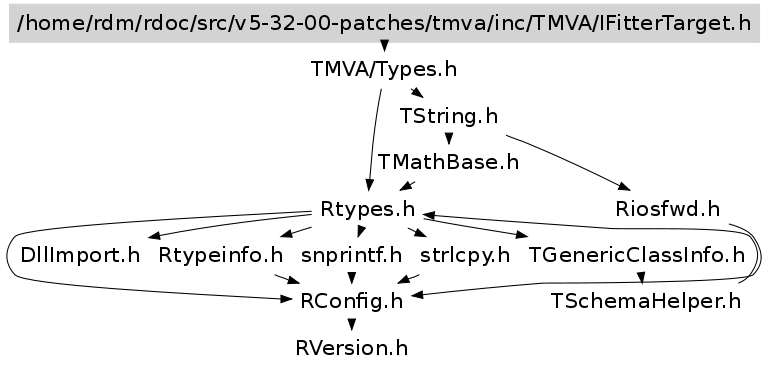 /home/rdm/rdoc/src/v5-32-00-patches/tmva/inc/TMVA/IFitterTarget.h
TMVA/Types.h
TString.h
TMathBase.h
Rtypes.h
Riosfwd.h
DllImport.h
Rtypeinfo.h
snprintf.h
strlcpy.h
TGenericClassInfo.h
RConfig.h
TSchemaHelper.h
RVersion.h